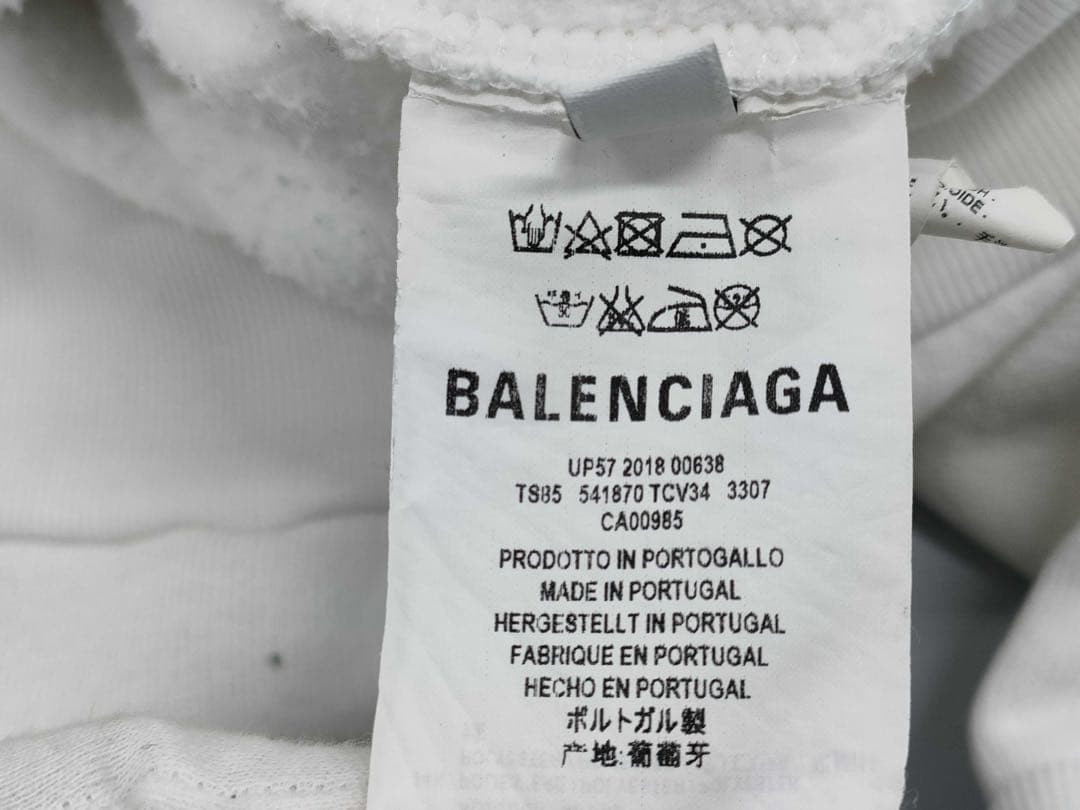 BALENCIAGA
UP57 2018 00638
TS85 541870 TCV34 3307
CA00985
PRODOTTO IN PORTOGALLO
MADE IN PORTUGAL
HERGESTELLT IN PORTUGAL
FABRIQUE EN PORTUGAL
HECHO EN PORTUGAL
ポルトガル製
产地:葡萄牙